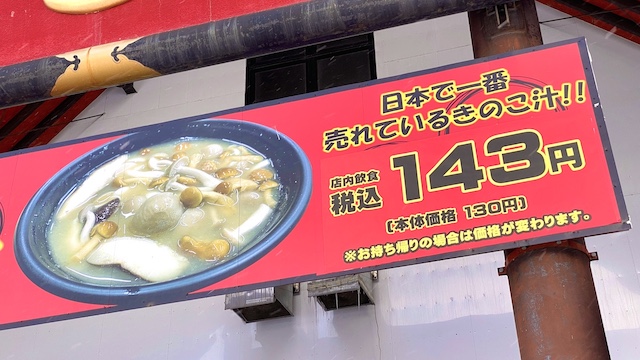 日本で一番
売れているきのこ汁!!
店内飲食
税込 143円
〔本体価格 130円〕
※お持ち帰りの場合は価格が変わります。